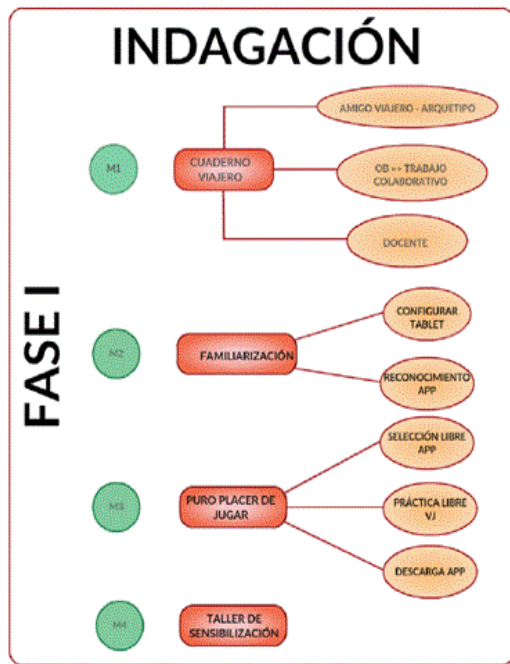 INDAGACIÓN
FASE I
M1
CUADERNO
VIAJERO
AMIGO VIAJERO - ARQUETIPO
OB => TRABAJO
COLABORATIVO
DOCENTE
M2
FAMILIARIZACIÓN
CONFIGURAR
TABLET
RECONOCIMIENTO
APP
M3
PURO PLACER DE
JUGAR
SELECCIÓN LIBRE
APP
PRÁCTICA LIBRE
VJ
DESCARGA APP
M4
TALLER DE
SENSIBILIZACIÓN